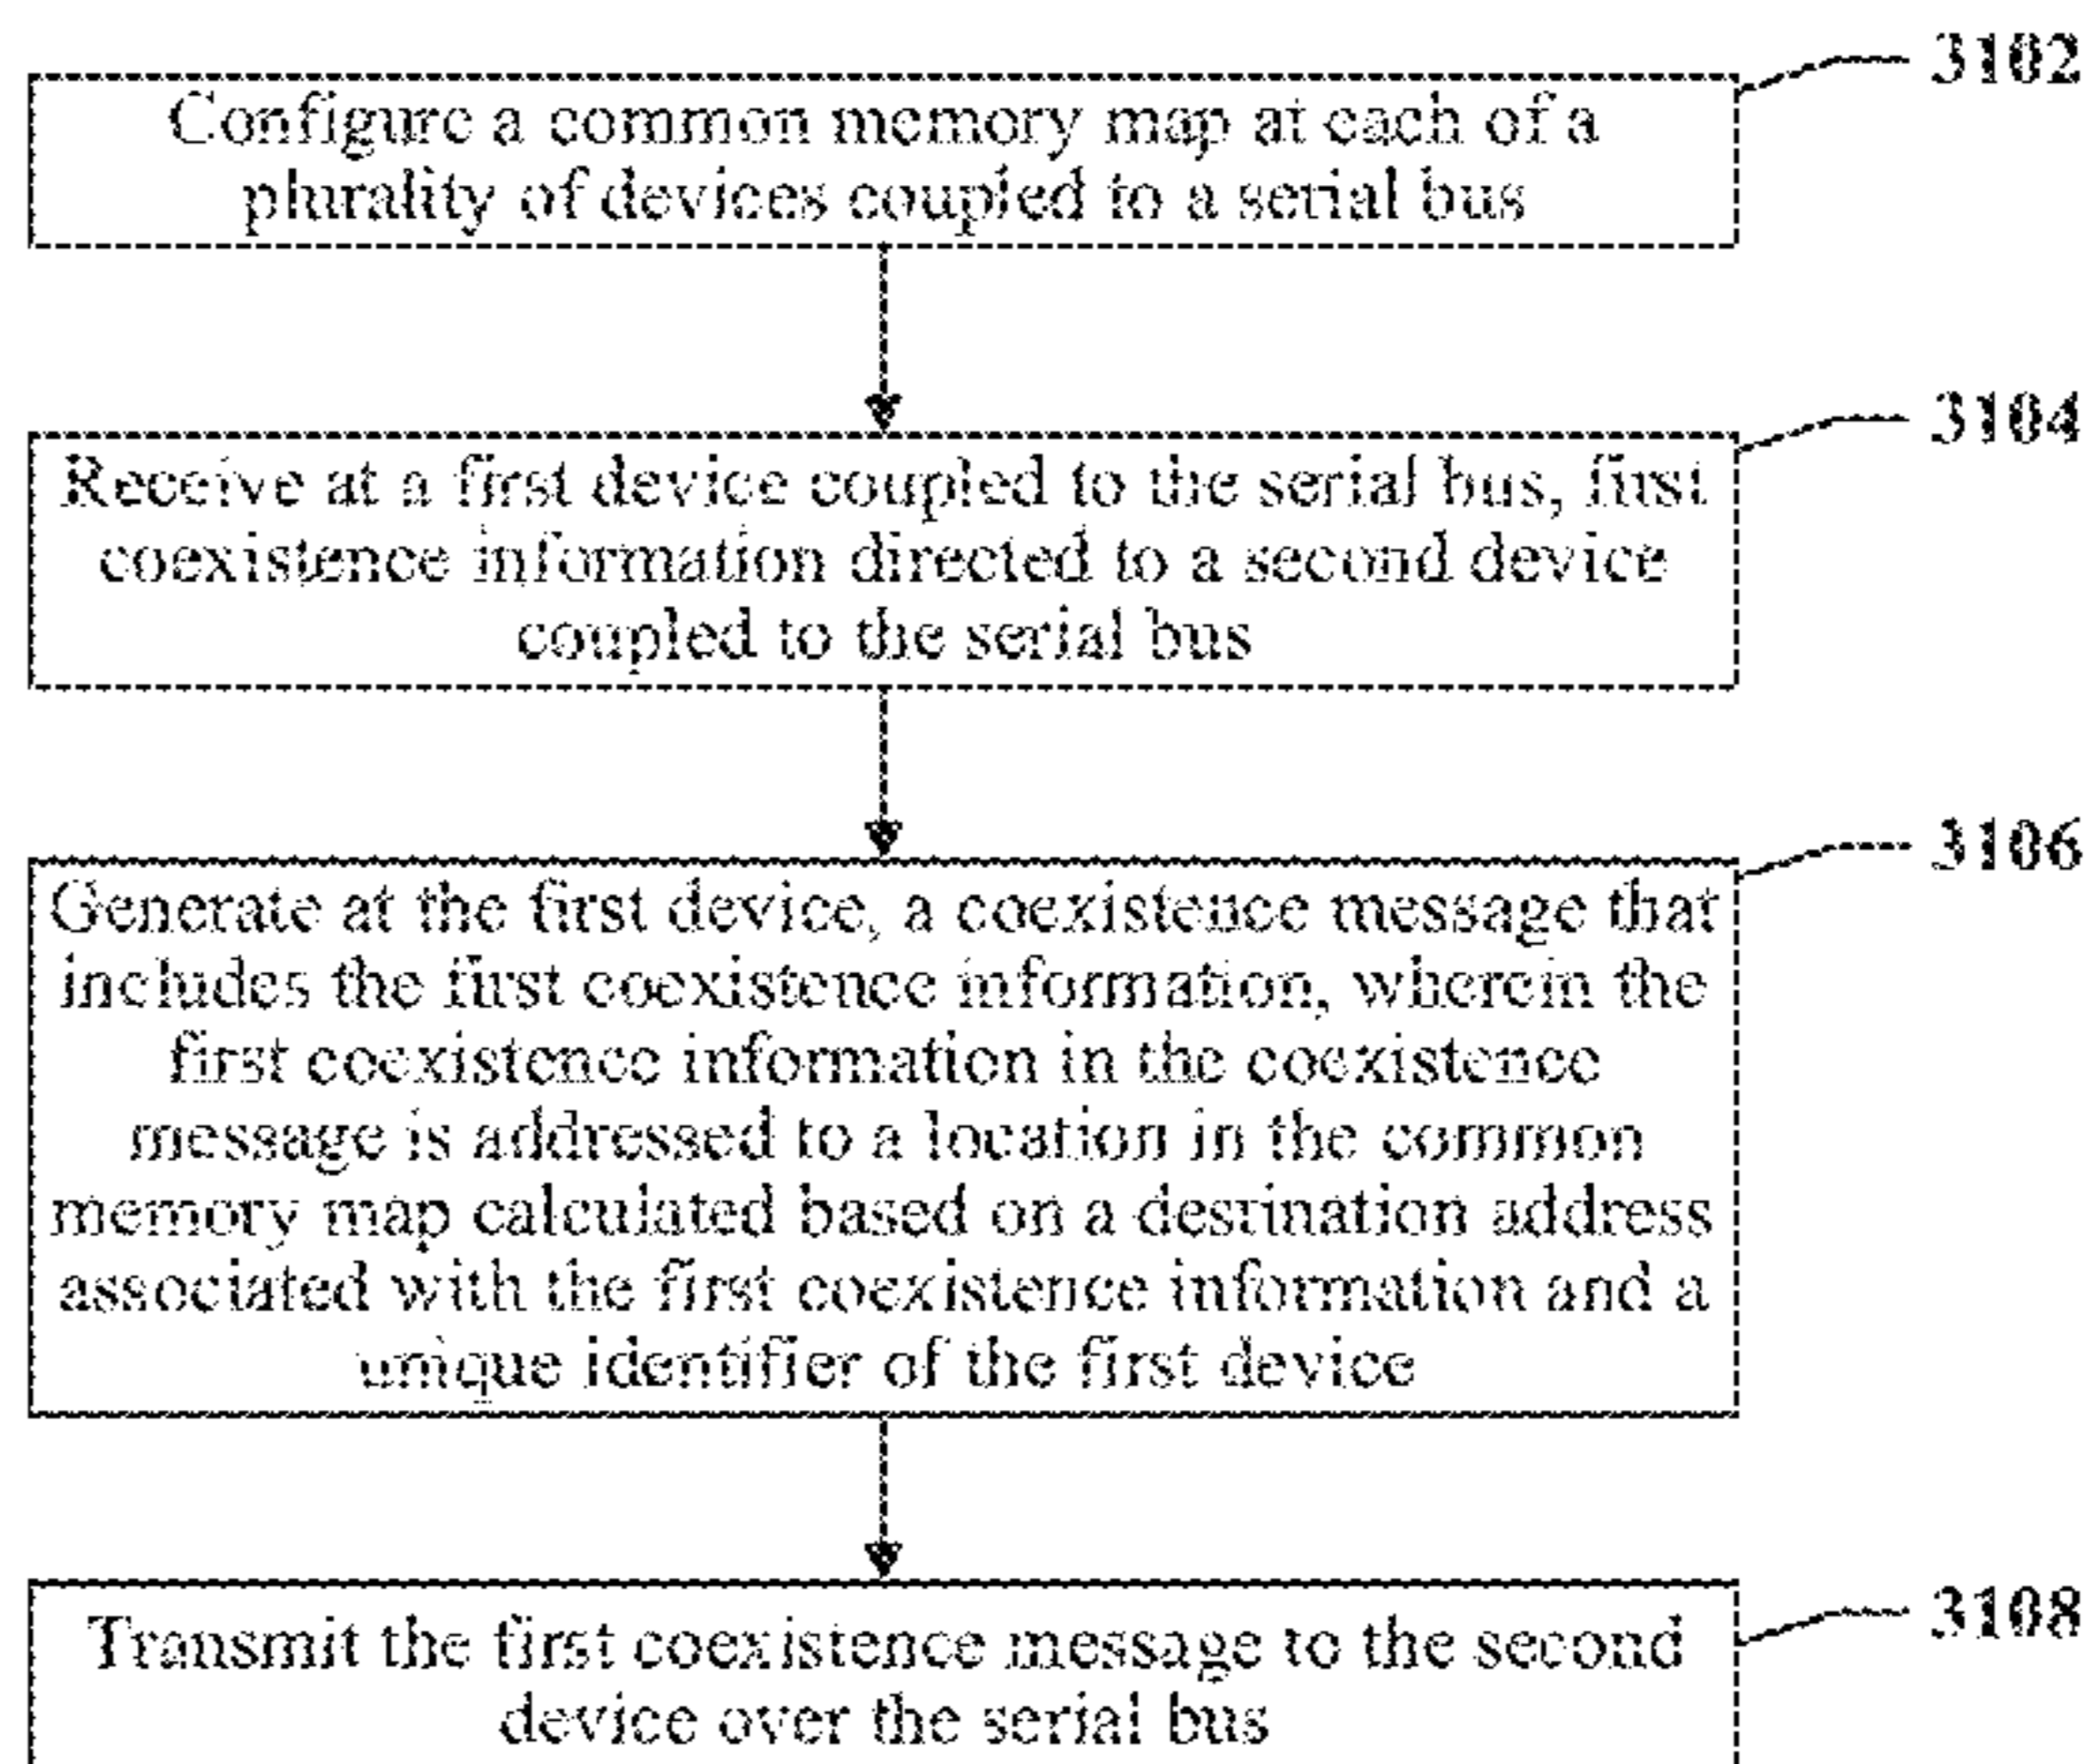 3102
Configure a common memory map at each of a
plurality of devices coupled to a serial bus
3104
Receive at a first device coupled to the serial bus, first
coexistence information directed to a second device
coupled to the serial bus
3106
Generate at the first device, a coexistence message that
includes the first coexistence information, wherein the
first coexistence information in the coexistence
message is addressed to a location in the common
memory map calculated based on a destination address
associated with the first coexistence information and a
unique identifier of the first device
3108
Transmit the first coexistence message to the second
device over the serial bus